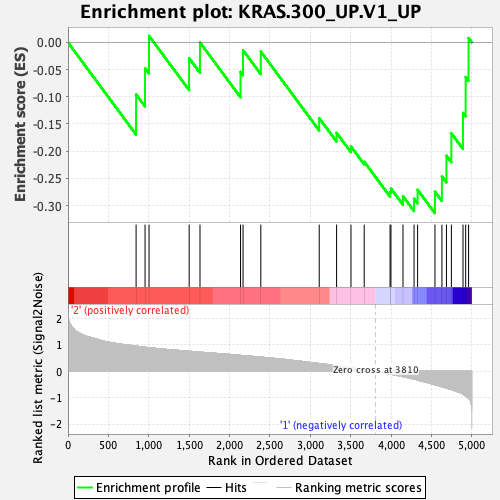 Enrichment plot: KRAS.300_UP.V1_UP
Enrichment score (ES)
0.00
-0.05
-0.10
-0.15
-0.20
-0.25
-0.30
'2' (positively correlated)
Ranked list metric (Signal2Noise)
2
1
0
-1
-2
Zero cross at 3810
'1' (negatively correlated)
0 500 1,000 1,500 2,000 2,500 3,000 3,500 4,000 4,500 5,000
Rank in Ordered Dataset
Enrichment profile Hits Ranking metric scores